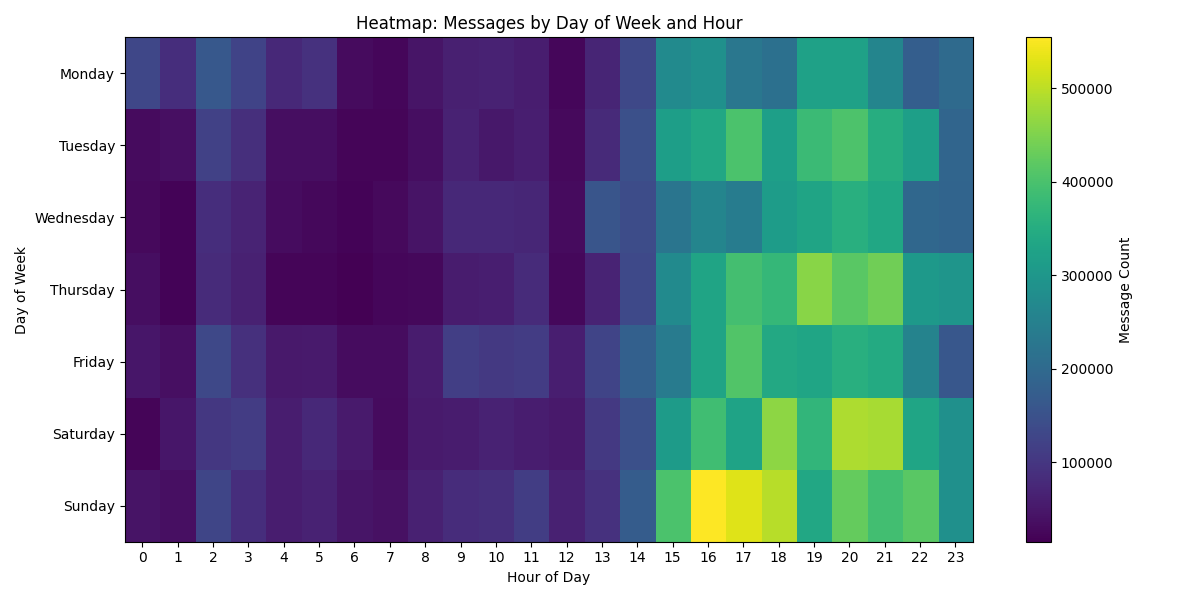 Heatmap: Messages by Day of Week and Hour
Monday
Tuesday
Wednesday
Thursday
Friday
Saturday
Sunday
Day of Week
0 1 2 3 4 5 6 7 8 9 10 11 12 13 14 15 16 17 18 19 20 21 22 23
Hour of Day
500000
400000
300000
200000
100000
Message Count